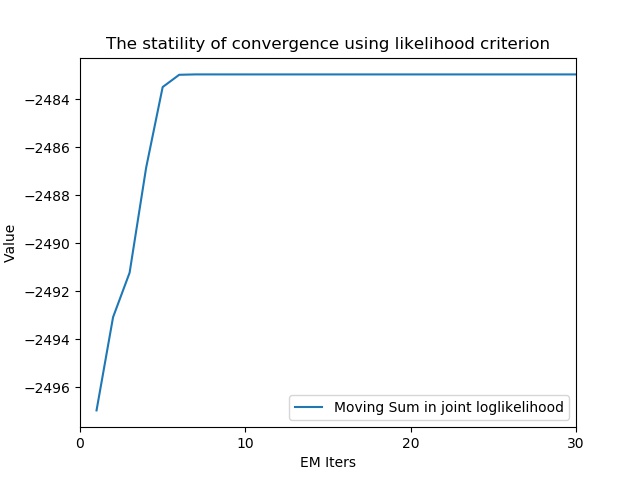 The statility of convergence using likelihood criterion
−2484
−2486
−2488
−2490
−2492
−2494
−2496
Value
Moving Sum in joint loglikelihood
0
10
20
30
EM Iters